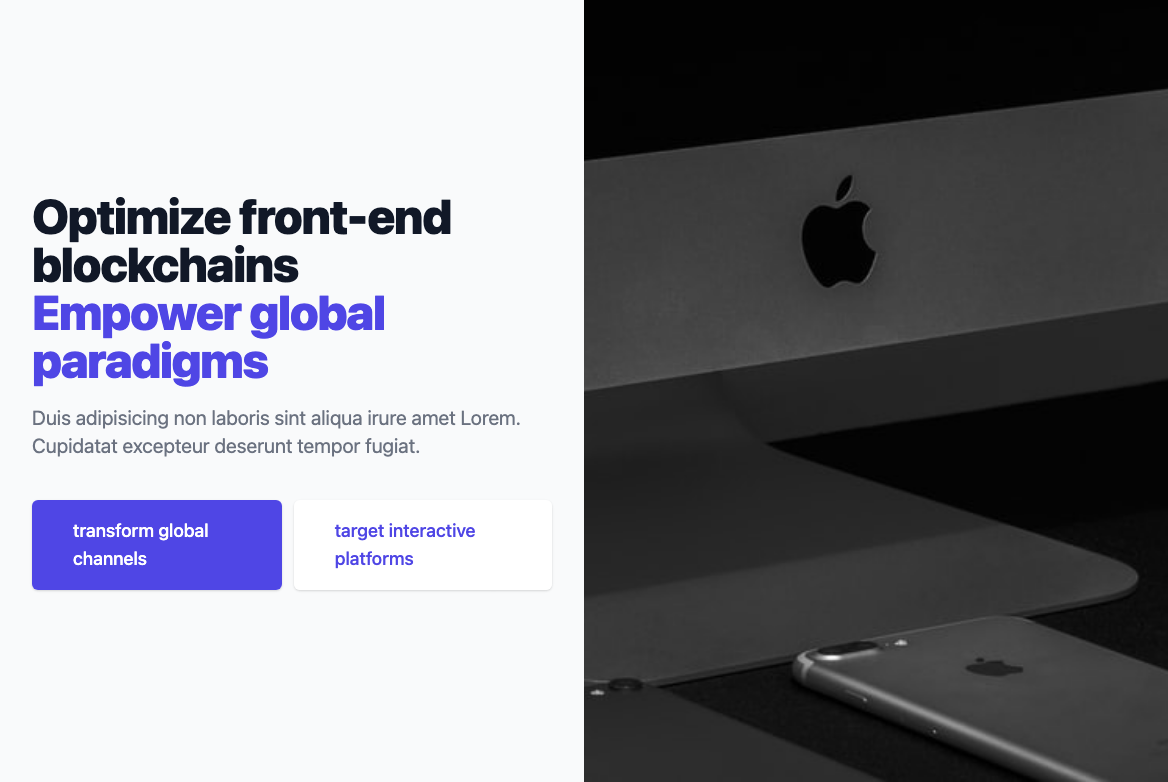 Optimize front-end
blockchains
Empower global
paradigms
Duis adipisicing non laboris sint aliqua irure amet Lorem.
Cupidatat excepteur deserunt tempor fugiat.
transform global
channels
target interactive
platforms